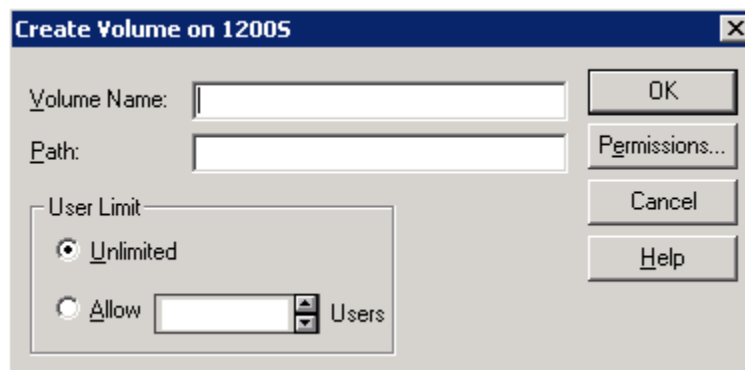 Create Volume on 1200S
Volume Name:
OK
Path:
Permissions...
User Limit
Cancel
Unlimited
Help
Allow Users